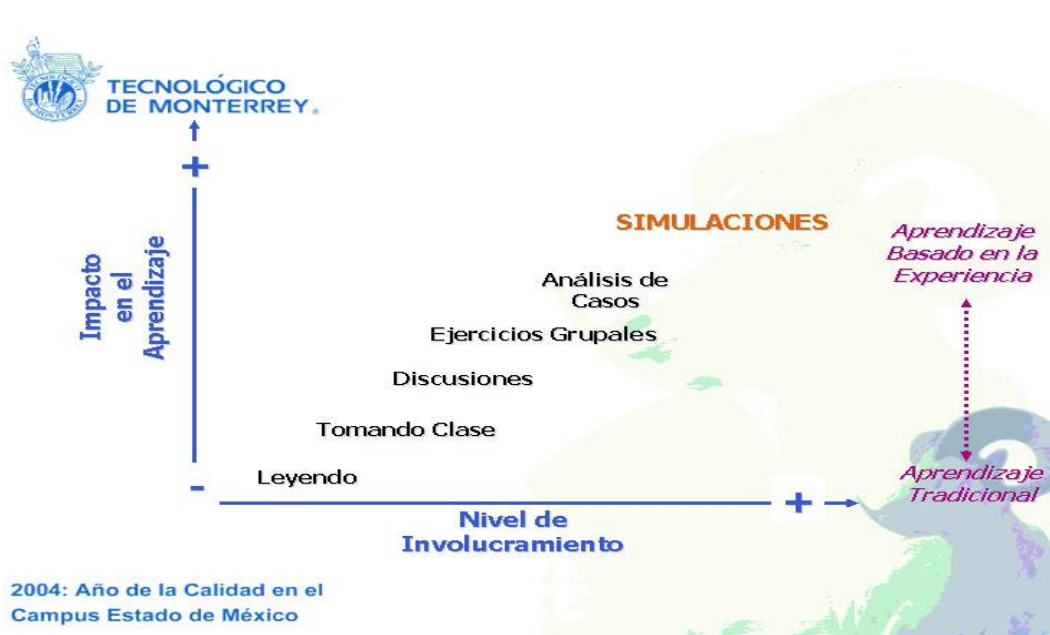 TECNOLÓGICO
DE MONTERREY®
+
Impacto
en el
Aprendizaje
-
SIMULACIONES
Análisis de
Casos
Ejercicios Grupales
Discusiones
Tomando Clase
Leyendo
+
Nivel de
Involucramiento
Aprendizaje
Basado en la
Experiencia
Aprendizaje
Tradicional
2004: Año de la Calidad en el
Campus Estado de México